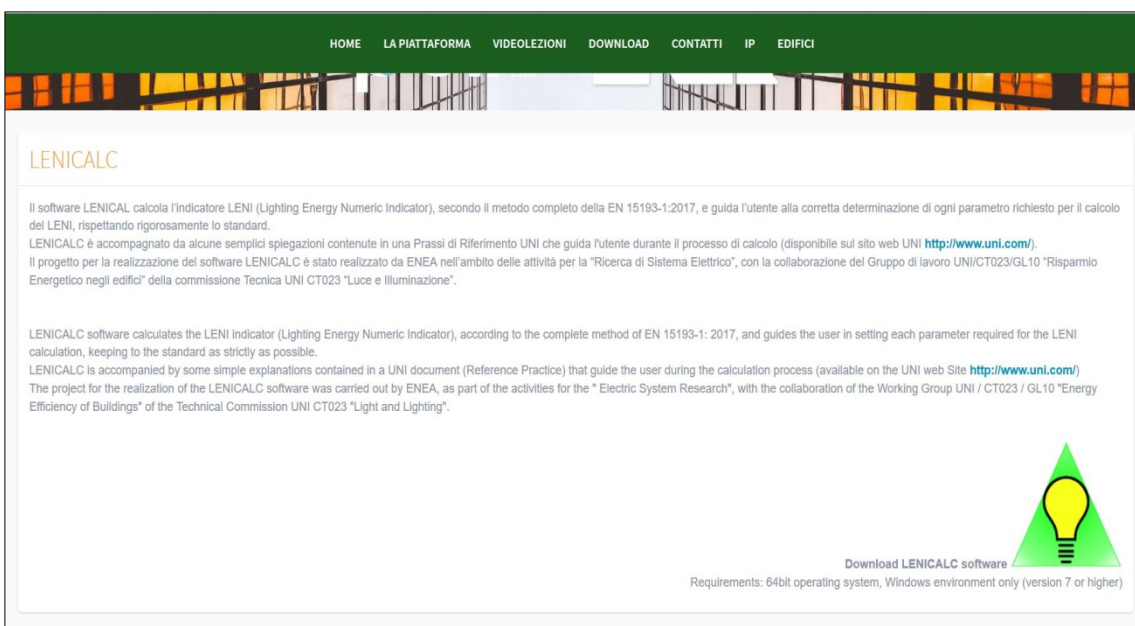 HOME LA PIATTAFORMA VIDEOLEZIONI DOWNLOAD CONTATTI IP EDIFICI
LENICALC
Il software LENICAL calcola l'indicatore LENI (Lighting Energy Numeric Indicator), secondo il metodo completo della EN 15193-1:2017, e guida l'utente alla corretta determinazione di ogni parametro richiesto per il calcolo
del LENI, rispettando rigorosamente lo standard.
LENICALC è accompagnato da alcune semplici spiegazioni contenute in una Prassi di Riferimento UNI che guida l'utente durante il processo di calcolo (disponibile sul sito web UNI http://www.uni.com/).
Il progetto per la realizzazione del software LENICALC è stato realizzato da ENEA nell'ambito delle attività per la "Ricerca di Sistema Elettrico", con la collaborazione del Gruppo di lavoro UNI/CT023/GL10 "Risparmio
Energetico negli edifici" della commissione Tecnica UNI CT023 "Luce e Illuminazione".
LENICALC software calculates the LENI indicator (Lighting Energy Numeric Indicator), according to the complete method of EN 15193-1: 2017, and guides the user in setting each parameter required for the LENI
calculation, keeping to the standard as strictly as possible.
LENICALC is accompanied by some simple explanations contained in a UNI document (Reference Practice) that guide the user during the calculation process (available on the UNI web Site http://www.uni.com/)
The project for the realization of the LENICALC software was carried out by ENEA, as part of the activities for the " Electric System Research", with the collaboration of the Working Group UNI / CT023 / GL10 "Energy
Efficiency of Buildings" of the Technical Commission UNI CT023 "Light and Lighting".
Download LENICALC software
Requirements: 64bit operating system, Windows environment only (version 7 or higher)